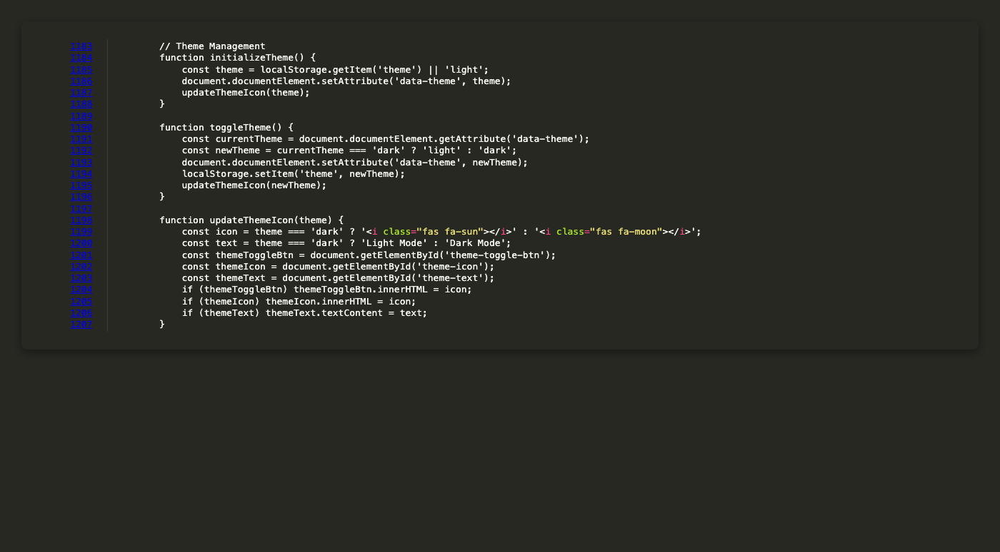 1183 // Theme Management
1184 function initializeTheme() {
1185 const theme = localStorage.getItem('theme') || 'light';
1186 document.documentElement.setAttribute('data-theme', theme);
1187 updateThemeIcon(theme);
1188 }
1189
1190 function toggleTheme() {
1191 const currentTheme = document.documentElement.getAttribute('data-theme');
1192 const newTheme = currentTheme === 'dark' ? 'light' : 'dark';
1193 document.documentElement.setAttribute('data-theme', newTheme);
1194 localStorage.setItem('theme', newTheme);
1195 updateThemeIcon(newTheme);
1196 }
1197
1198 function updateThemeIcon(theme) {
1199 const icon = theme === 'dark' ? '<i class="fas fa-sun"></i>' : '<i class="fas fa-moon"></i>';
1200 const text = theme === 'dark' ? 'Light Mode' : 'Dark Mode';
1201 const themeToggleBtn = document.getElementById('theme-toggle-btn');
1202 const themeIcon = document.getElementById('theme-icon');
1203 const themeText = document.getElementById('theme-text');
1204 if (themeToggleBtn) themeToggleBtn.innerHTML = icon;
1205 if (themeIcon) themeIcon.innerHTML = icon;
1206 if (themeText) themeText.textContent = text;
1207 }